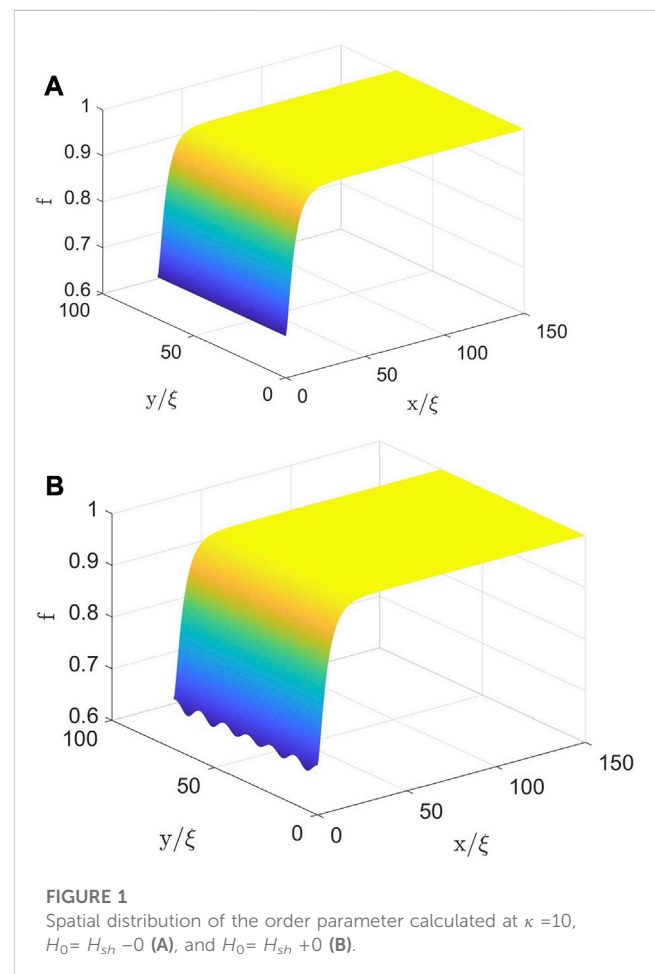 A
1
0.9
0.8
f
0.7
0.6
100
50
0
y/ξ
0
50
100
150
x/ξ
B
1
0.9
0.8
f
0.7
0.6
100
50
0
y/ξ
0
50
100
150
x/ξ
FIGURE 1
Spatial distribution of the order parameter calculated at κ =10,
H₀= Hₛₕ −0 (A), and H₀= Hₛₕ +0 (B).